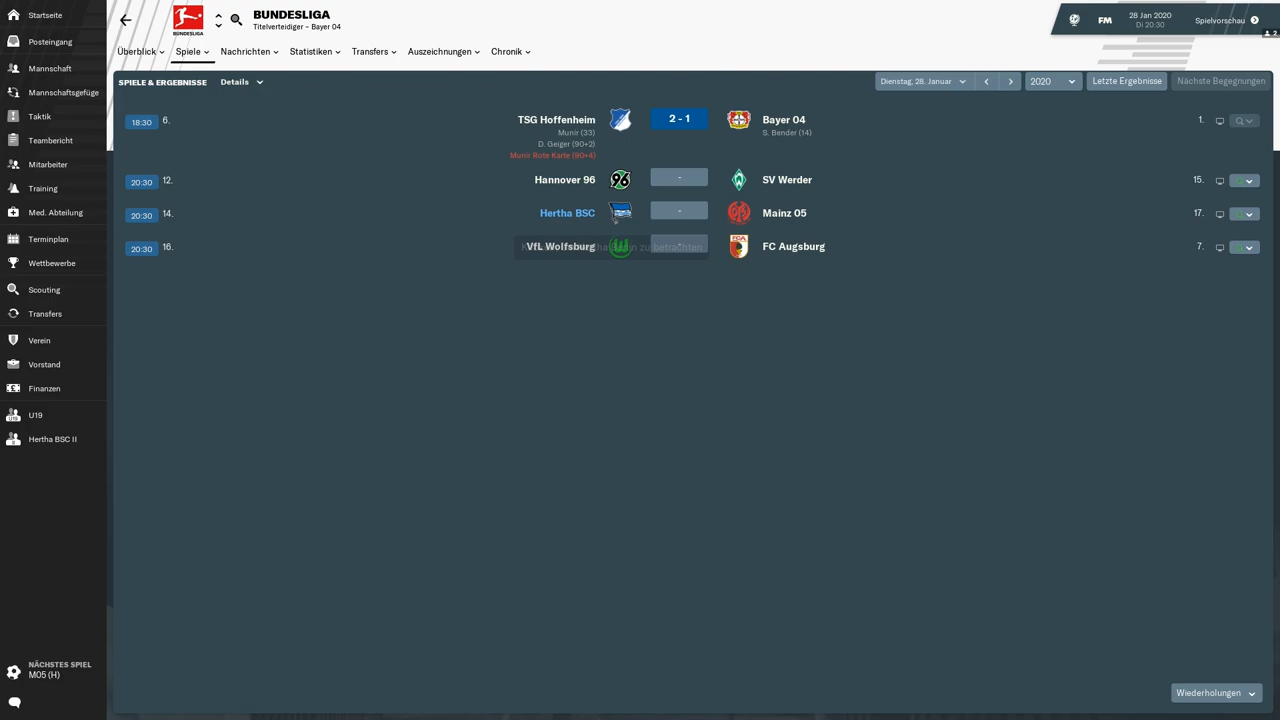 Startseite
Posteingang
Mannschaft
Mannschaftsgefüge
Taktik
Teambericht
Mitarbeiter
Training
Med. Abteilung
Terminplan
Wettbewerbe
Scouting
Transfers
Verein
Vorstand
Finanzen
U19
Hertha BSC II
NÄCHSTES SPIEL
M05 (H)
BUNDESLIGA
BUNDESLIGA
Titelverteidiger – Bayer 04
FM
28 Jan 2020
Di 20:30
Spielvorschau
2
Überblick Spiele Nachrichten Statistiken Transfers Auszeichnungen Chronik
SPIELE & ERGEBNISSE Details Dienstag, 28. Januar 2020 Letzte Ergebnisse Nächste Begegnungen
18:30 6. TSG Hoffenheim 2 - 1 Bayer 04 1.
Munir (33) S. Bender (14)
D. Geiger (90+2)
Munir Rote Karte (90+4)
20:30 12. Hannover 96 - SV Werder 15.
20:30 14. Hertha BSC - Mainz 05 17.
20:30 16. VfL Wolfsburg - FC Augsburg 7.
zu betrachten
Wiederholungen